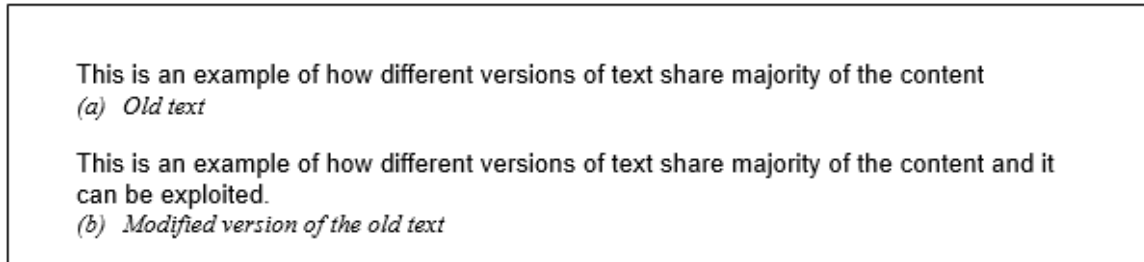 This is an example of how different versions of text share majority of the content
(a) Old text
This is an example of how different versions of text share majority of the content and it
can be exploited.
(b) Modified version of the old text